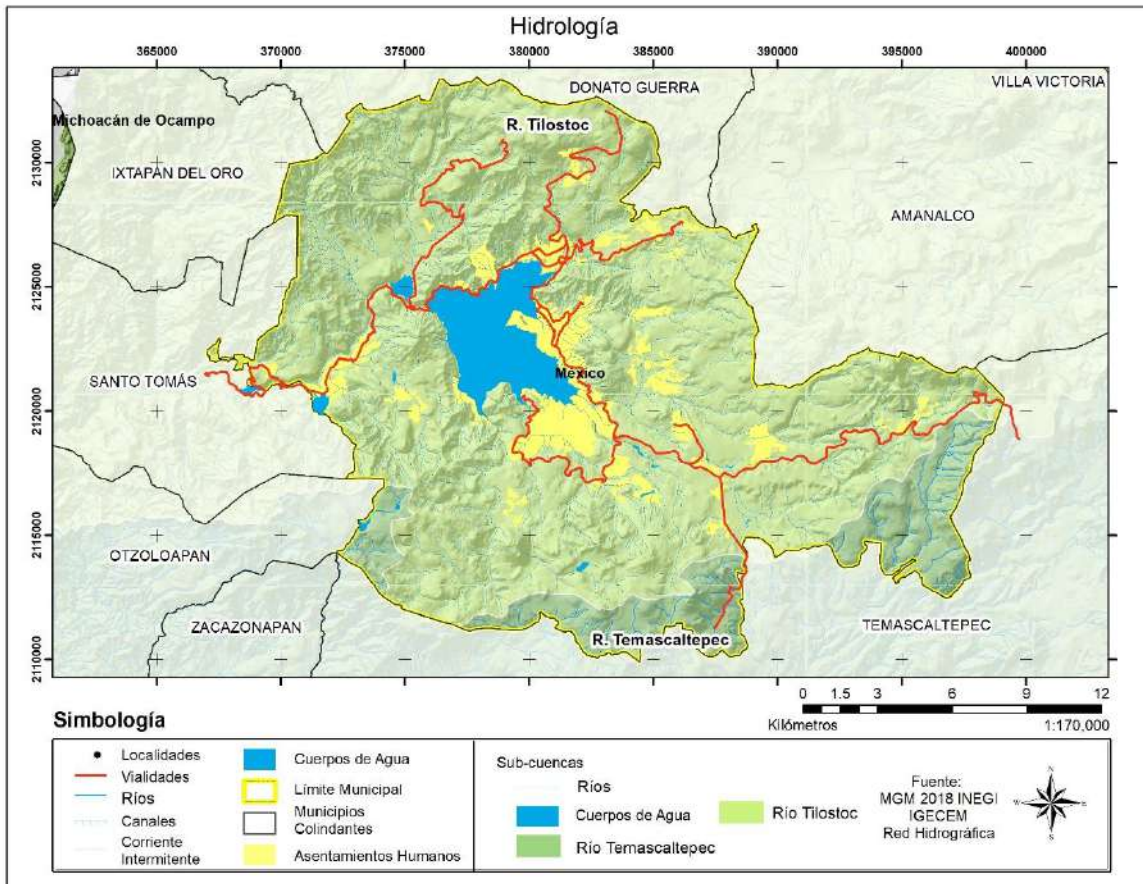 Hidrología
365000 370000 375000 380000 385000 390000 395000 400000
DONATO GUERRA
VILLA VICTORIA
Michoacán de Ocampo
R. Tilostoc
2130000
IXTAPÁN DEL ORO
AMANALCO
2125000
SANTO TOMÁS
México
2120000
2115000
OTZOLOAPAN
ZACAZONAPAN
TEMASCALTEPEC
R. Temascaltepec
2110000
0 1.5 3 6 9 12
Kilómetros
1:170,000
Simbología
Localidades
Vialidades
Ríos
Canales
Corriente
Intermitente
Cuerpos de Agua
Límite Municipal
Municipios
Colindantes
Asentamientos Humanos
Sub-cuencas
Ríos
Cuerpos de Agua
Río Temascaltepec
Río Tilostoc
Fuente:
MGM 2018 INEGI
IGECEM
Red Hidrográfica
N
W E
S